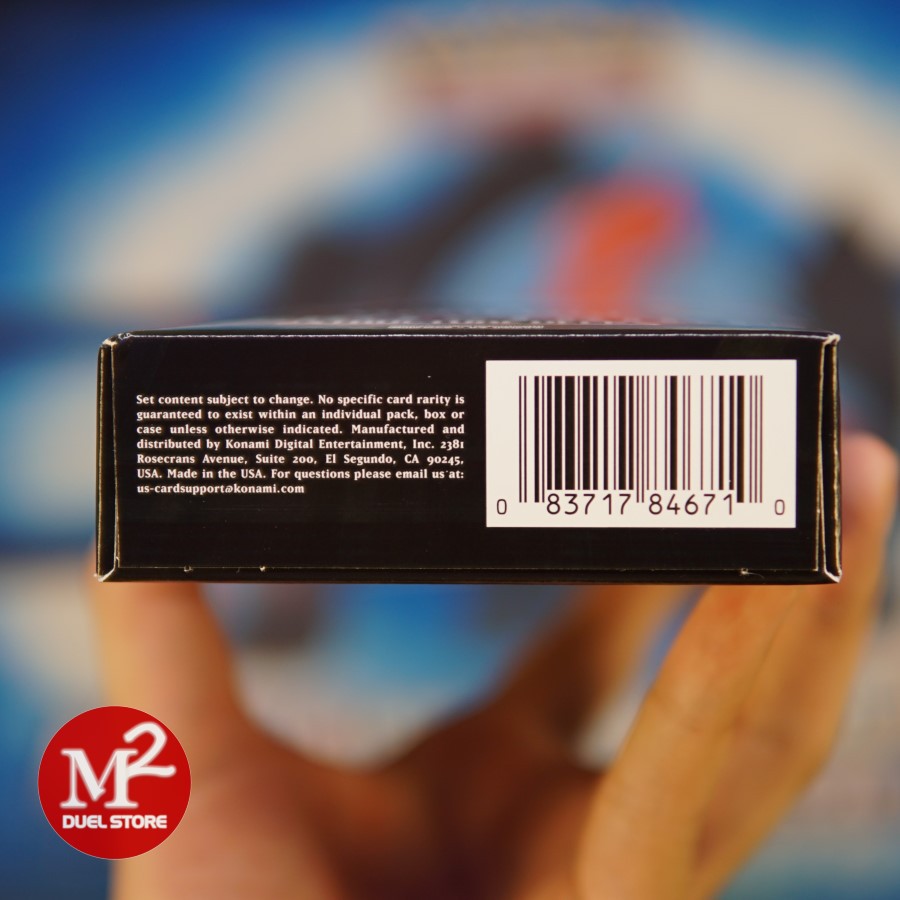 Set content subject to change. No specific card rarity is
guaranteed to exist within an individual pack, box or
case unless otherwise indicated. Manufactured and
distributed by Konami Digital Entertainment, Inc. 2381
Rosecrans Avenue, Suite 200, El Segundo, CA 90245,
USA. Made in the USA. For questions please email us at:
us-cardsupport@konami.com
0 83717 84671 0
M2
DUEL STORE